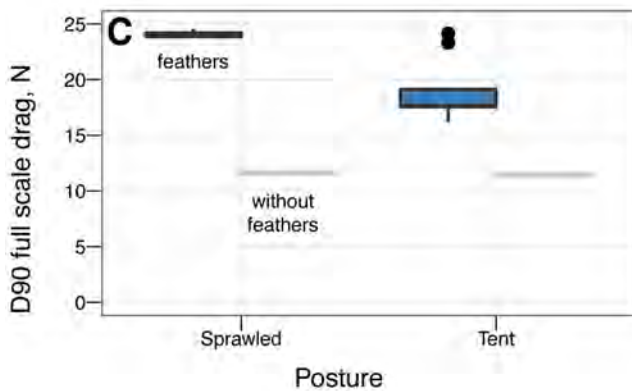 C
25
20
15
10
5
0
D90 full scale drag, N
feathers
without
feathers
Sprawled
Tent
Posture